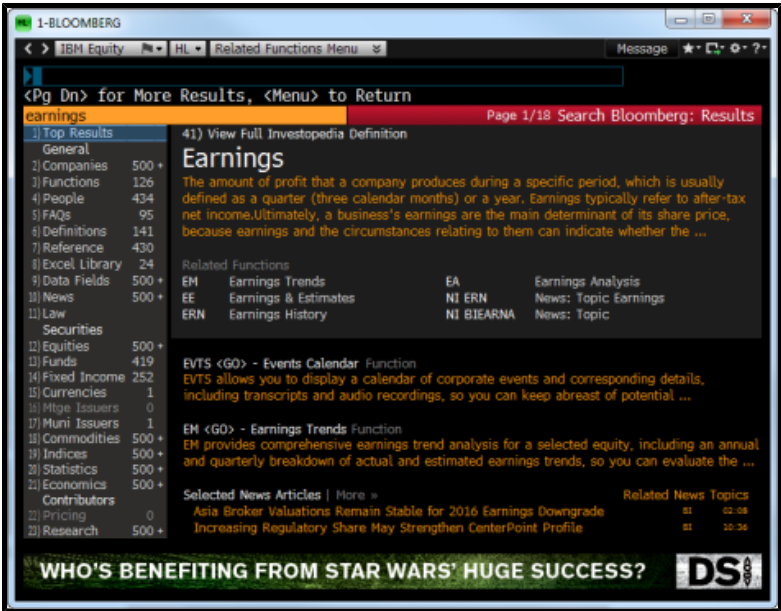 1-BLOOMBERG
< > IBM Equity HL Related Functions Menu Message
<Pg Dn> for More Results, <Menu> to Return
earnings Page 1/18 Search Bloomberg: Results
1) Top Results
General
2) Companies 500 +
3) Functions 126
4) People 434
5) FAQs 95
6) Definitions 141
7) Reference 430
8) Excel Library 24
9) Data Fields 500 +
10) News 500 +
11) Law
Securities
12) Equities 500 +
13) Funds 419
14) Fixed Income 252
15) Currencies 1
16) Mtge Issuers 0
17) Muni Issuers 1
18) Commodities 500 +
19) Indices 500 +
20) Statistics 500 +
21) Economics 500 +
Contributors
22) Pricing 0
23) Research 500 +
41) View Full Investopedia Definition
Earnings
The amount of profit that a company produces during a specific period, which is usually
defined as a quarter (three calendar months) or a year. Earnings typically refer to after-tax
net income.Ultimately, a business's earnings are the main determinant of its share price,
because earnings and the circumstances relating to them can indicate whether the ...
Related Functions
EM Earnings Trends EA Earnings Analysis
EE Earnings & Estimates NI ERN News: Topic Earnings
ERN Earnings History NI BIEARNA News: Topic
EVTS <GO> - Events Calendar Function
EVTS allows you to display a calendar of corporate events and corresponding details,
including transcripts and audio recordings, so you can keep abreast of potential ...
EM <GO> - Earnings Trends Function
EM provides comprehensive earnings trend analysis for a selected equity, including an annual
and quarterly breakdown of actual and estimated earnings trends, so you can evaluate the ...
Selected News Articles | More » Related News Topics
Asia Broker Valuations Remain Stable for 2016 Earnings Downgrade BI 02:08
Increasing Regulatory Share May Strengthen CenterPoint Profile BI 10:36
WHO'S BENEFITING FROM STAR WARS' HUGE SUCCESS? DS